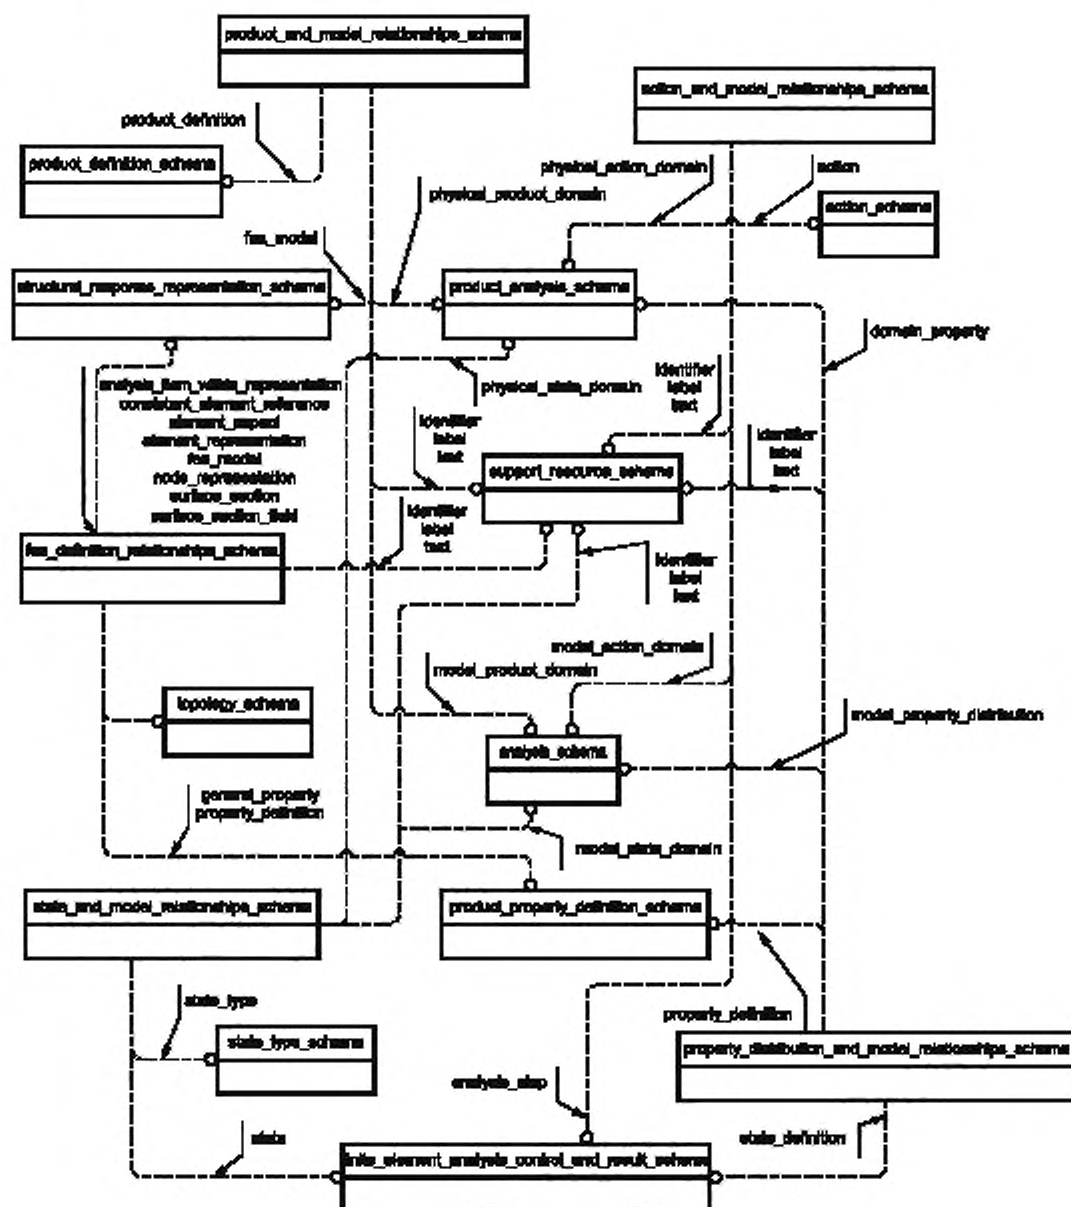 product_and_model_relationships_schema
action_and_model_relationships_schema
product_definition
product_definition_schema
physical_action_domain
action
physical_product_domain
action_schema
fea_model
structural_response_representation_schema
product_analysis_schema
domain_property
physical_state_domain
identifier
label
text
analysis_item_within_representation
constistent_element_reference
element_aspect
element_representation
fea_model
node_representation
surface_section
surface_section_field
identifier
label
text
identifier
label
text
support_resource_schema
identifier
label
text
fea_definition_relationships_schema
identifier
label
text
model_action_domain
model_product_domain
topology_schema
model_property_distribution
analysis_schema
general_property
property_definition
model_state_domain
state_and_model_relationships_schema
product_property_definition_schema
state_type
property_definition
state_type_schema
property_distribution_and_model_relationships_schema
analysis_step
state
state_definition
finite_element_analysis_control_and_result_schema